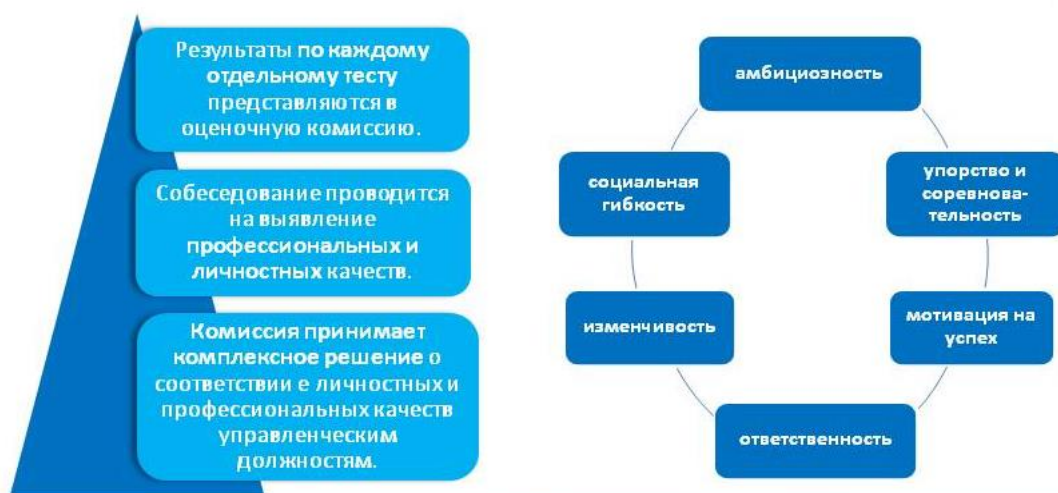 Результаты по каждому
отдельному тесту
представляются в
оценочную комиссию.
Собеседование проводится
на выявление
профессиональных и
личностных качеств.
Комиссия принимает
комплексное решение о
соответствии е личностных и
профессиональных качеств
управленческим
должностям.
амбициозность
социальная
гибкость
упорство и
соревнова-
тельность
изменчивость
мотивация на
успех
ответственность